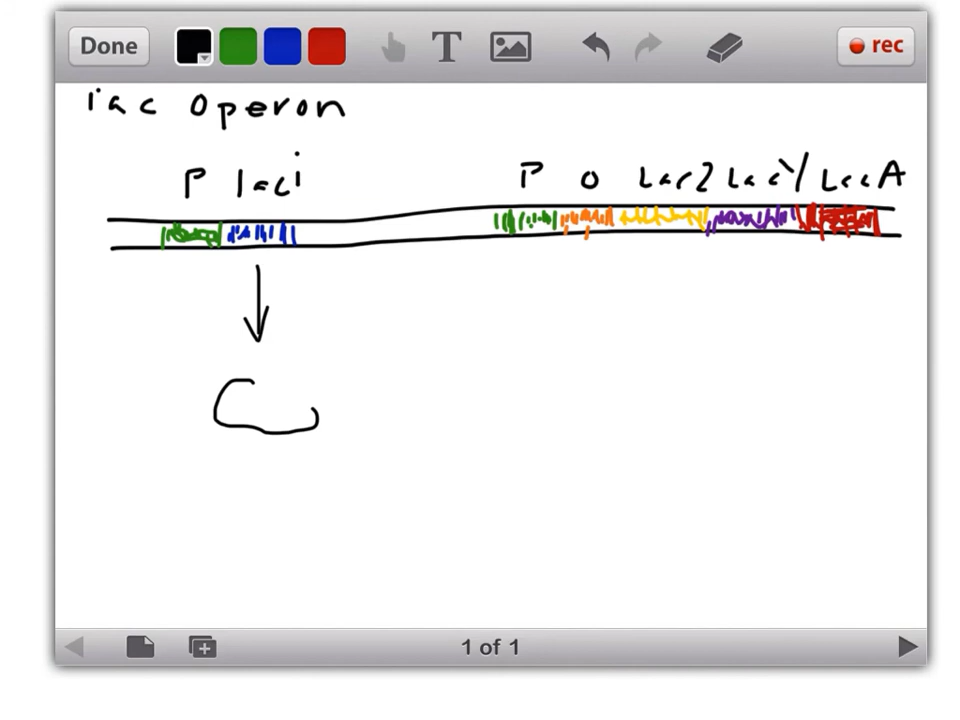 Done T rec
lac operon
P laci P O LacZ LacY LacA
1 of 1